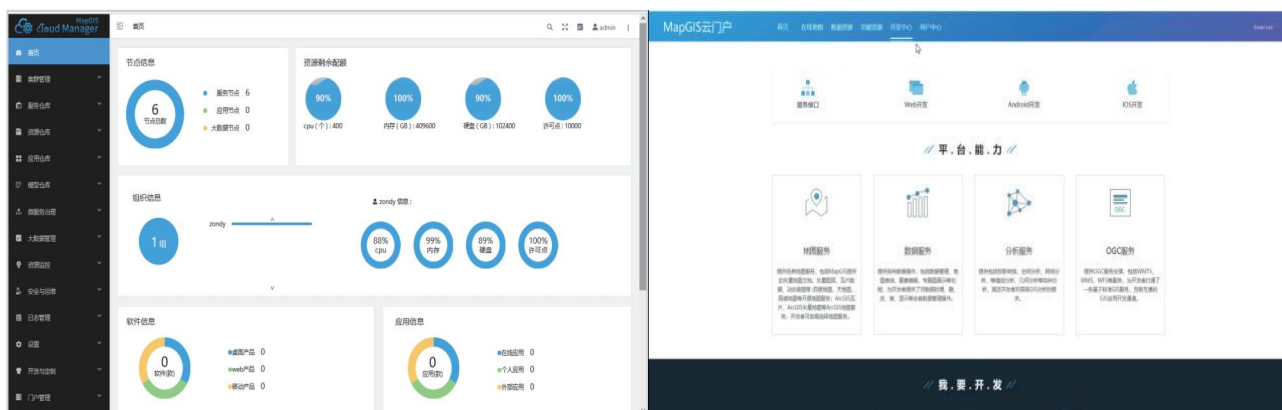 MapGIS
Cloud Manager
首页
admin
首页
集群管理
服务仓库
资源仓库
应用仓库
模型仓库
微服务治理
大数据管理
资源监控
安全与运维
日志管理
设置
开发与定制
门户管理
节点信息
6
节点总数
服务节点 6
应用节点 0
大数据节点 0
资源剩余配额
90%
100%
90%
100%
cpu ( 个 ) : 400
内存 ( GB ) : 409600
硬盘 ( GB ) : 102400
许可点 : 10000
组织信息
1 组
zondy
zondy 信息 :
88%
cpu
99%
内存
89%
硬盘
100%
许可点
软件信息
0
软件(款)
桌面产品 0
web产品 0
移动产品 0
应用信息
0
应用(款)
在线应用 0
个人应用 0
外部应用 0
MapGIS云门户
首页 在线地图 数据资源 功能资源 开发中心 用户中心
服务接口
Web开发
Android开发
IOS开发
// 平 . 台 . 能 . 力 //
地图服务
数据服务
分析服务
OGC
OGC服务
// 我 . 要 . 开 . 发 //